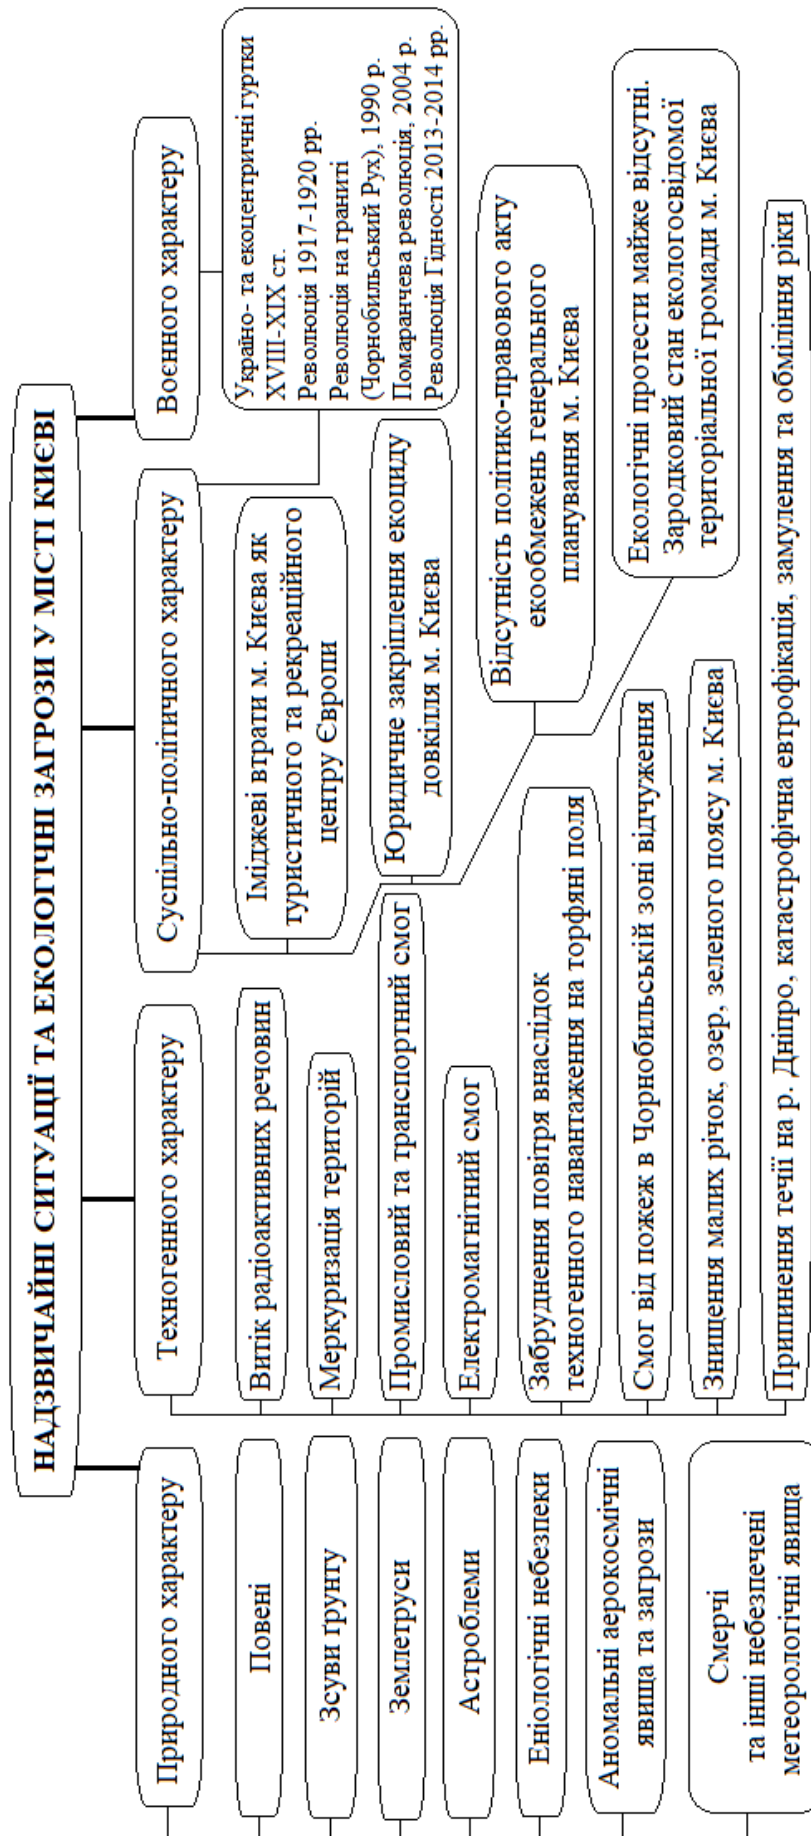 НАДЗВИЧАЙНІ СИТУАЦІЇ ТА ЕКОЛОГІЧНІ ЗАГРОЗИ У МІСТІ КИЄВІ
Природного характеру
Повені
Зсуви ґрунту
Землетруси
Астроблеми
Еніологічні небезпеки
Аномальні аерокосмічні
явища та загрози
Смерчі
та інші небезпечені
метеорологічні явища
Техногенного характеру
Витік радіоактивних речовин
Меркуризація територій
Промисловий та транспортний смог
Електромагнітний смог
Забруднення повітря внаслідок
техногенного навантаження на торфяні поля
Смог від пожеж в Чорнобильській зоні відчуження
Знищення малих річок, озер, зеленого поясу м. Києва
Припинення течії на р. Дніпро, катастрофічна евтрофікація, замулення та обміління ріки
Суспільно-політичного характеру
Іміджеві втрати м. Києва як
туристичного та рекреаційного
центру Європи
Юридичне закріплення екоциду
довкілля м. Києва
Відсутність політико-правового акту
екообмежень генерального
планування м. Києва
Екологічні протести майже відсутні.
Зародковий стан екологосвідомої
територіальної громади м. Києва
Воєнного характеру
Україно- та екоцентричні гуртки
XVIII-XIX ст.
Революція 1917-1920 рр.
Революція на граниті
(Чорнобильський Рух), 1990 р.
Помаранчева революція, 2004 р.
Революція Гідності 2013-2014 рр.